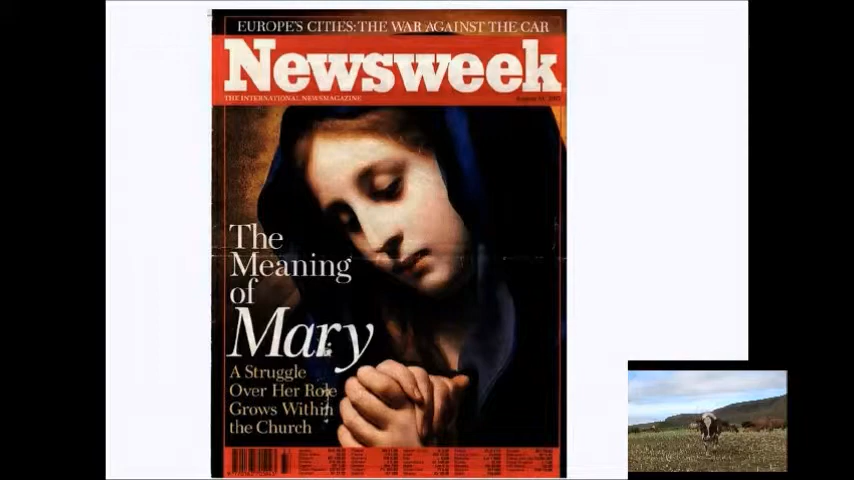 EUROPE'S CITIES: THE WAR AGAINST THE CAR
Newsweek
THE INTERNATIONAL NEWSMAGAZINE
The
Meaning
of
Mary
A Struggle
Over Her Role
Grows Within
the Church